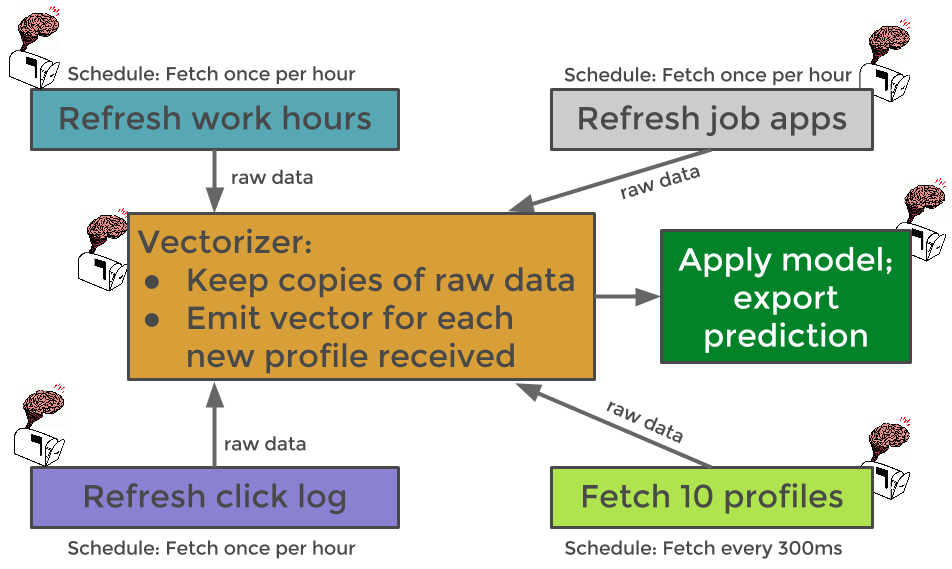 Schedule: Fetch once per hour
Schedule: Fetch once per hour
Refresh work hours
Refresh job apps
raw data
raw data
Vectorizer:
● Keep copies of raw data
● Emit vector for each
new profile received
Apply model;
export
prediction
raw data
raw data
Refresh click log
Fetch 10 profiles
Schedule: Fetch once per hour
Schedule: Fetch every 300ms